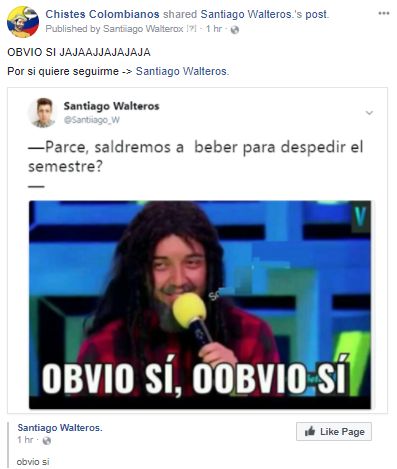 Chistes Colombianos shared Santiago Walteros.'s post.
Published by Santiiago Walterox [?] · 1 hr ·
OBVIO SI JAJAAJJAJAJAJA
Por si quiere seguirme -> Santiago Walteros.
Santiago Walteros
@Santiiago_W
—Parce, saldremos a beber para despedir el
semestre?
—
V
OBVIO SÍ, OOBVIO SÍ
Santiago Walteros.
1 hr ·
Like Page
obvio si